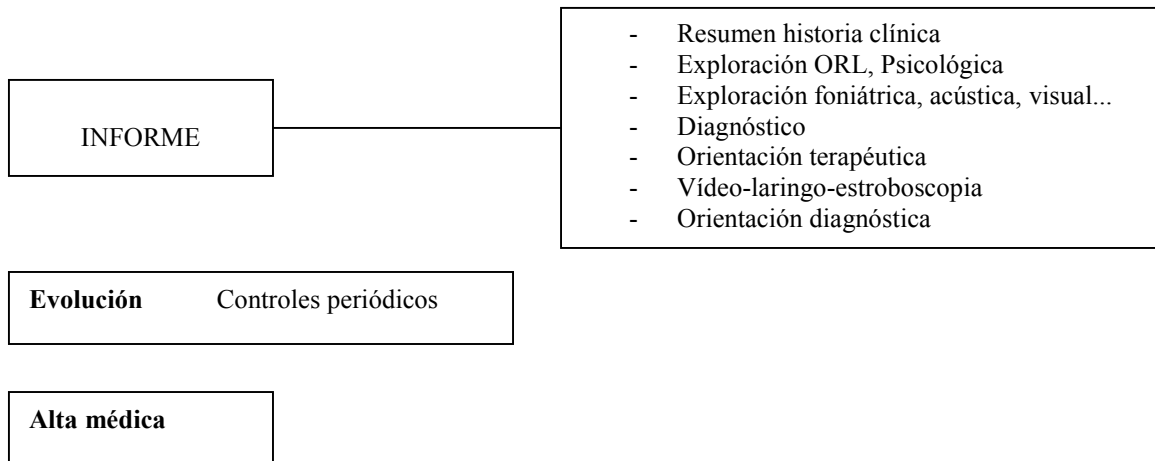 INFORME
- Resumen historia clínica
- Exploración ORL, Psicológica
- Exploración foniátrica, acústica, visual...
- Diagnóstico
- Orientación terapéutica
- Vídeo-laringo-estroboscopia
- Orientación diagnóstica
Evolución Controles periódicos
Alta médica